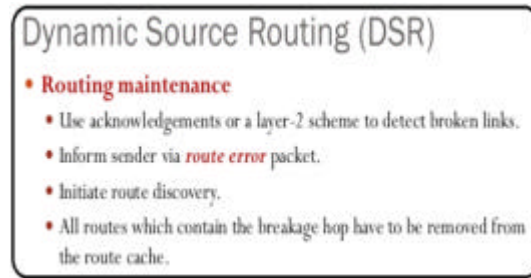 Dynamic Source Routing (DSR)
• Routing maintenance
• Use acknowledgements or a layer-2 scheme to detect broken links.
• Inform sender via route error packet.
• Initiate route discovery.
• All routes which contain the breakage hop have to be removed from
the route cache.